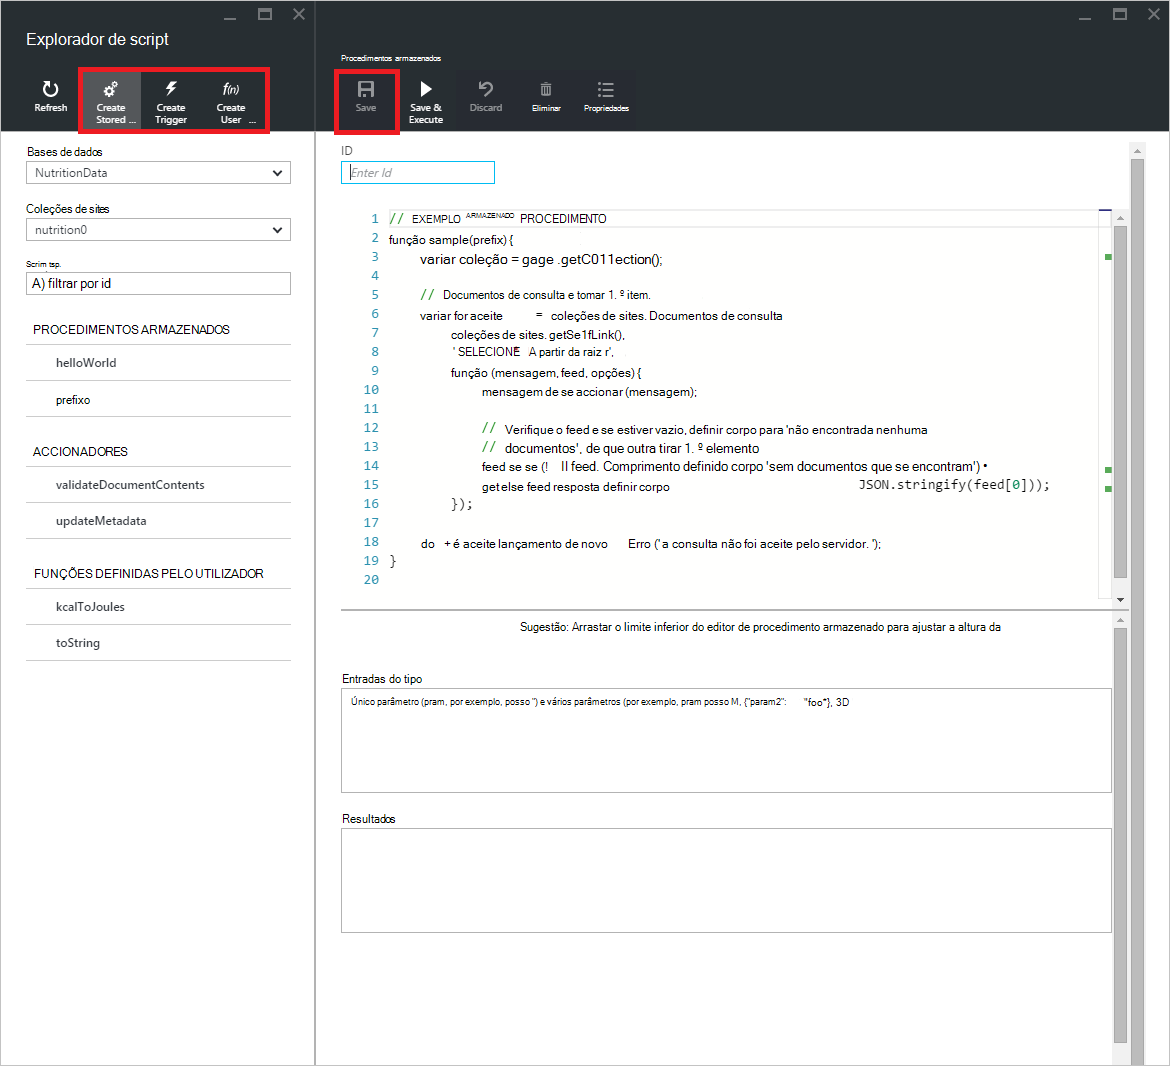 Explorador de script
Refresh
Create Stored ...
Create Trigger
f(n)
Create User ...
Bases de dados
NutritionData
Coleções de sites
nutrition0
Scrim tsp.
A) filtrar por id
PROCEDIMENTOS ARMAZENADOS
helloWorld
prefixo
ACCIONADORES
validateDocumentContents
updateMetadata
FUNÇÕES DEFINIDAS PELO UTILIZADOR
kcalToJoules
toString
Procedimentos armazenados
Save
Save & Execute
Discard
Eliminar
Propriedades
ID
Enter Id
1 // EXEMPLO ARMAZENADO PROCEDIMENTO
2 função sample(prefix) {
3 variar coleção = gage .getC011ection();
4
5 // Documentos de consulta e tomar 1. º item.
6 variar for aceite = coleções de sites. Documentos de consulta
7 coleções de sites. getSe1fLink(),
8 ' SELECIONE A partir da raiz r',
9 função (mensagem, feed, opções) {
10 mensagem de se accionar (mensagem);
11
12 // Verifique o feed e se estiver vazio, definir corpo para 'não encontrada nenhuma
13 // documentos', de que outra tirar 1. º elemento
14 feed se se (! II feed. Comprimento definido corpo 'sem documentos que se encontram') •
15 get else feed resposta definir corpo JSON.stringify(feed[0]));
16 });
17
18 do + é aceite lançamento de novo Erro (' a consulta não foi aceite pelo servidor. ');
19 }
20
Sugestão: Arrastar o limite inferior do editor de procedimento armazenado para ajustar a altura da
Entradas do tipo
Único parâmetro (pram, por exemplo, posso ") e vários parâmetros (por exemplo, pram posso M, {"param2": "foo"}, 3D
Resultados